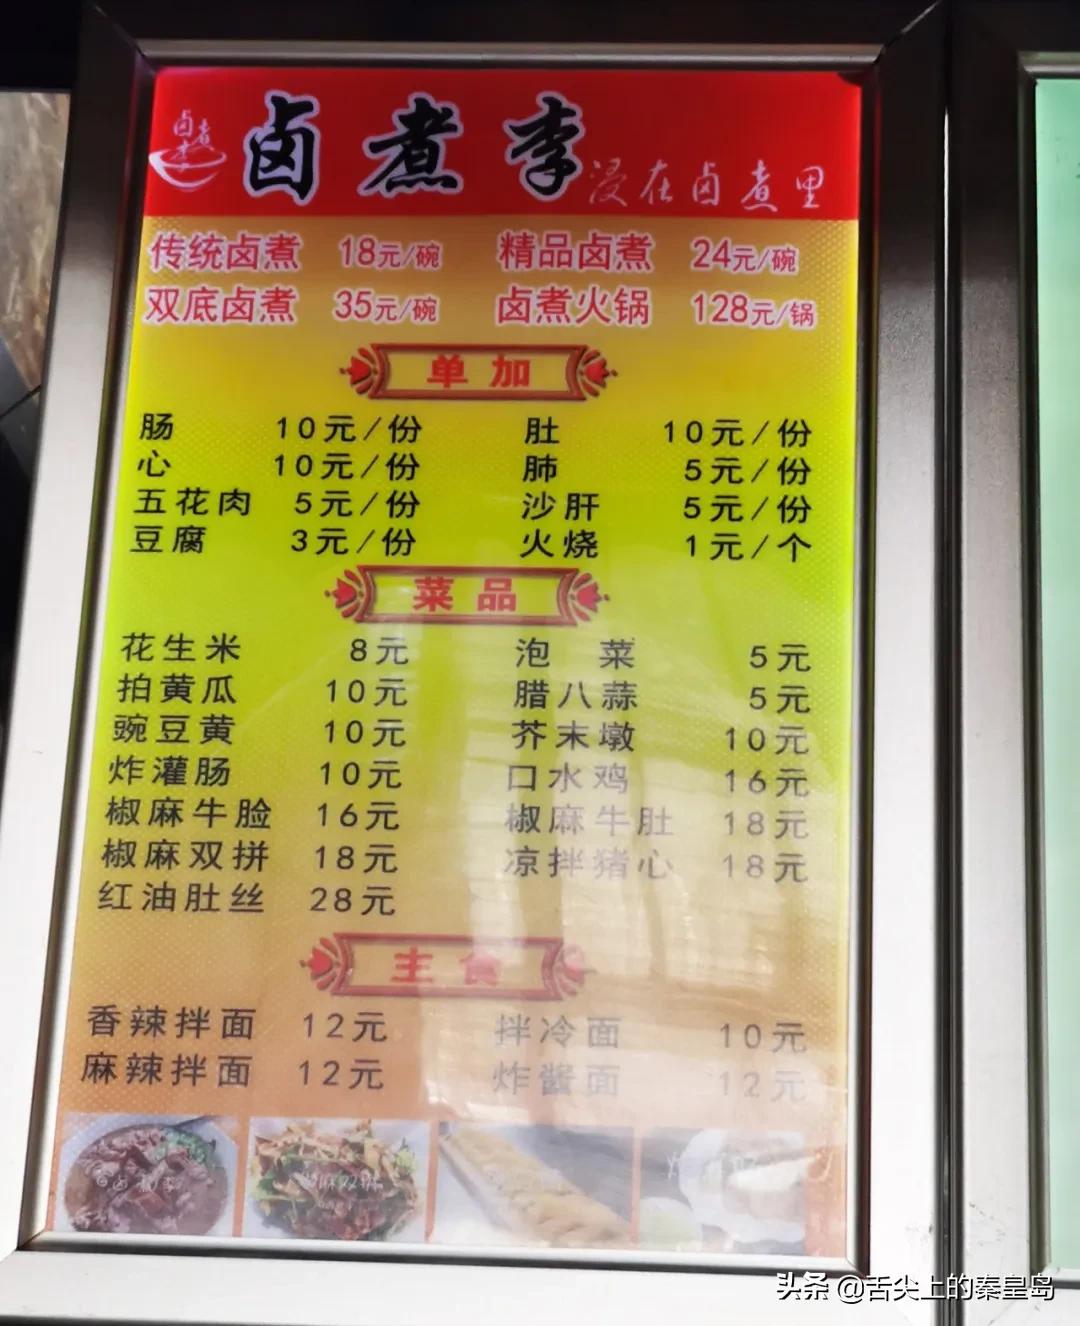 卤煮李
卤煮李 浸在卤煮里
传统卤煮 18元/碗 精品卤煮 24元/碗
双底卤煮 35元/碗 卤煮火锅 128元/锅
单加
肠 10元/份 肚 10元/份
心 10元/份 肺 5元/份
五花肉 5元/份 沙肝 5元/份
豆腐 3元/份 火烧 1元/个
菜品
花生米 8元 泡菜 5元
拍黄瓜 10元 腊八蒜 5元
豌豆黄 10元 芥末墩 10元
炸灌肠 10元 口水鸡 16元
椒麻牛脸 16元 椒麻牛肚 18元
椒麻双拼 18元 凉拌猪心 18元
红油肚丝 28元
主食
香辣拌面 12元 拌冷面 10元
麻辣拌面 12元 炸酱面 12元
头条 @舌尖上的秦皇岛